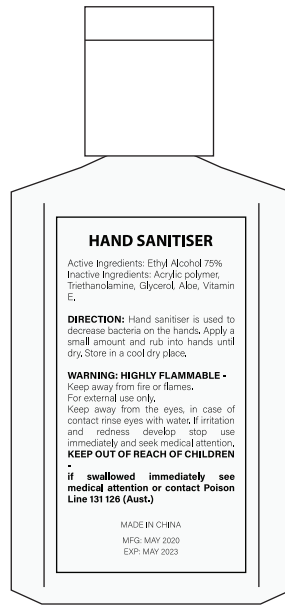 HAND SANITISER
Active Ingredients: Ethyl Alcohol 75%
Inactive Ingredients: Acrylic polymer,
Triethanolamine, Glycerol, Aloe, Vitamin
E.
DIRECTION: Hand sanitiser is used to
decrease bacteria on the hands. Apply a
small amount and rub into hands until
dry. Store in a cool dry place.
WARNING: HIGHLY FLAMMABLE -
Keep away from fire or flames.
For external use only.
Keep away from the eyes, in case of
contact rinse eyes with water. If irritation
and redness develop stop use
immediately and seek medical attention.
KEEP OUT OF REACH OF CHILDREN
-
if swallowed immediately see
medical attention or contact Poison
Line 131 126 (Aust.)
MADE IN CHINA
MFG: MAY 2020
EXP: MAY 2023